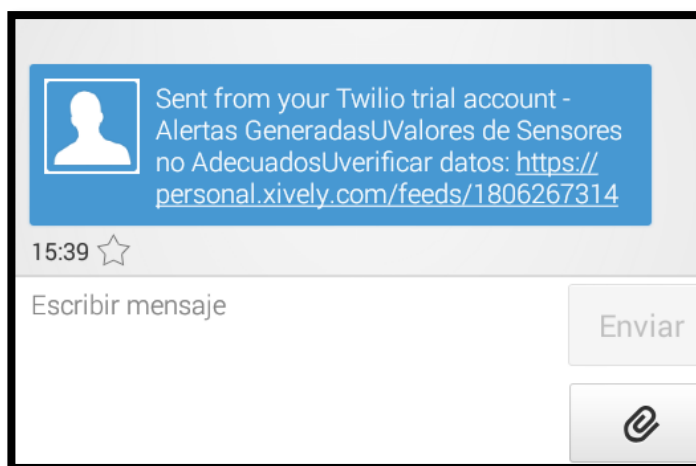 Sent from your Twilio trial account -
Alertas GeneradasUValores de Sensores
no AdecuadosUverificar datos: https://
personal.xively.com/feeds/1806267314
15:39
Escribir mensaje
Enviar